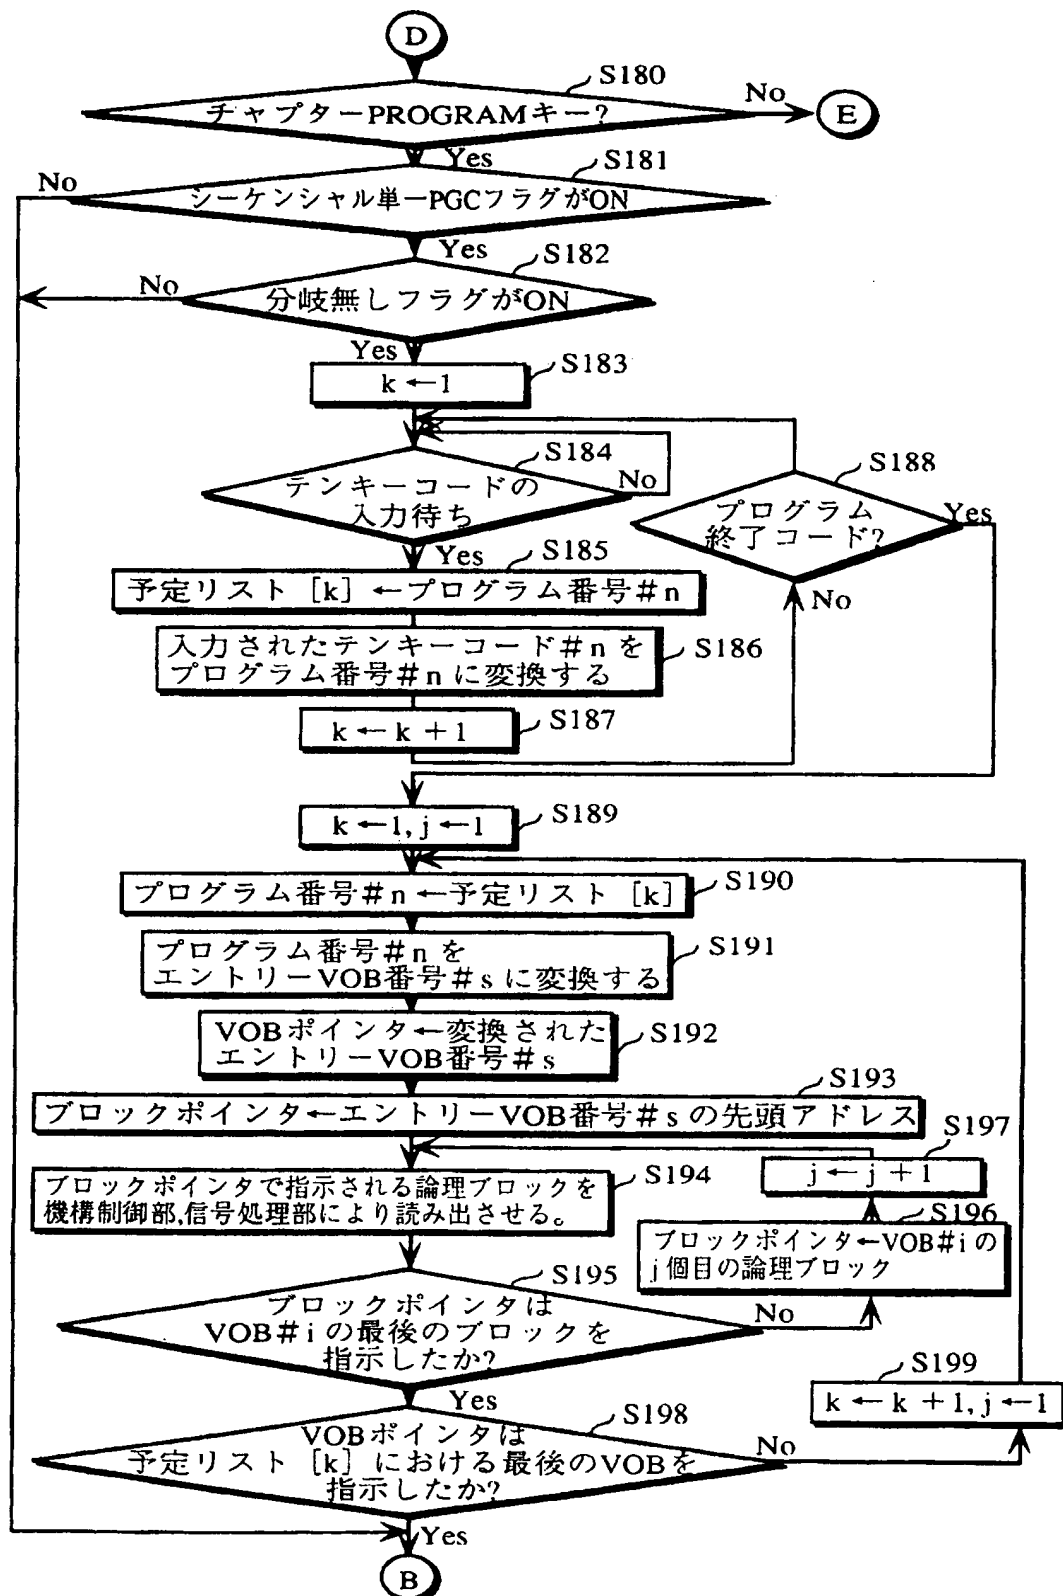 D
S180
チャプターPROGRAMキー?
No
E
Yes
S181
No
シーケンシャル単一PGCフラグがON
Yes
S182
No
分岐無しフラグがON
Yes
S183
k←1
S184
テンキーコードの
入力待ち
No
S188
プログラム
終了コード?
Yes
No
Yes
S185
予定リスト [k] ←プログラム番号#n
入力されたテンキーコード#nを
プログラム番号#nに変換する
S186
S187
k←k+1
S189
k←1, j←1
S190
プログラム番号#n←予定リスト [k]
プログラム番号#nを
エントリーVOB番号#sに変換する
S191
VOBポインタ←変換された
エントリーVOB番号#s
S192
S193
ブロックポインタ←エントリーVOB番号#sの先頭アドレス
S197
j←j+1
S194
ブロックポインタで指示される論理ブロックを
機構制御部,信号処理部により読み出させる。
S196
ブロックポインタ←VOB#iの
j個目の論理ブロック
S195
ブロックポインタは
VOB#iの最後のブロックを
指示したか?
No
Yes
S199
k←k+1, j←1
S198
VOBポインタは
予定リスト [k] における最後のVOBを
指示したか?
No
Yes
B